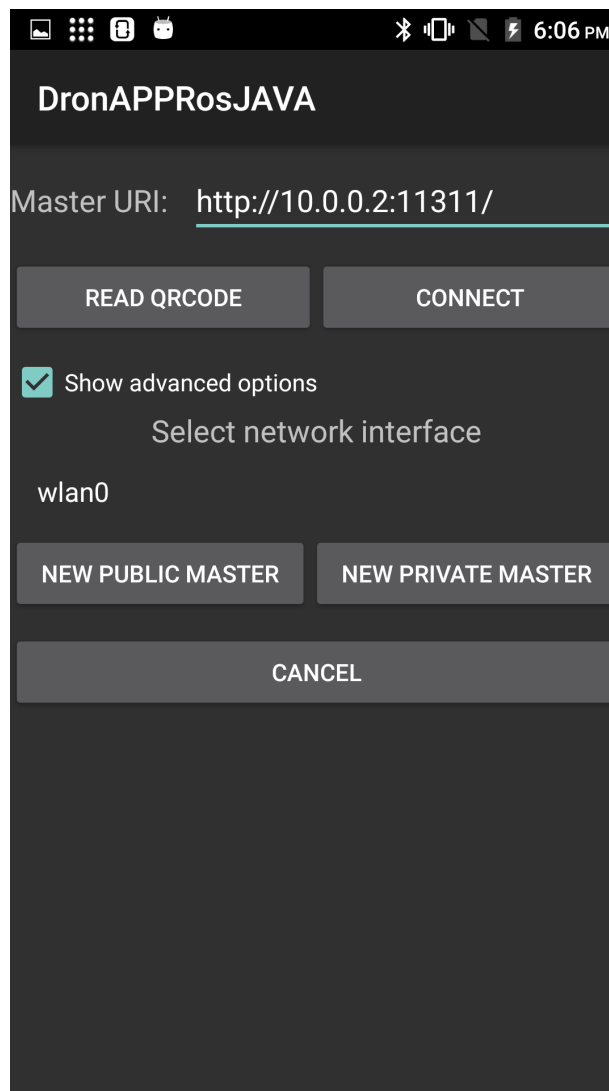 6:06 PM
DronAPPRosJAVA
Master URI: http://10.0.0.2:11311/
READ QRCODE CONNECT
Show advanced options
Select network interface
wlan0
NEW PUBLIC MASTER NEW PRIVATE MASTER
CANCEL